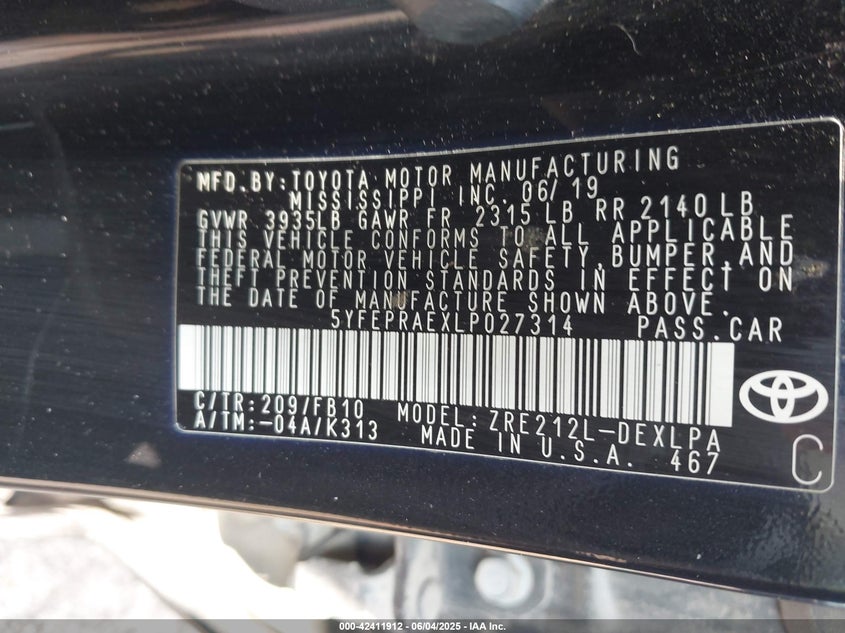 MFD.BY:TOYOTA MOTOR MANUFACTURING
MISSISSIPPI INC. 06/19
GVWR 3935LB GAWR FR 2315 LB RR 2140 LB
THIS VEHICLE CONFORMS TO ALL APPLICABLE
FEDERAL MOTOR VEHICLE SAFETY,BUMPER,AND
THEFT PREVENTION STANDARDS IN EFFECT ON
THE DATE OF MANUFACTURE SHOWN ABOVE.
5YFEPRAEXLP027314 PASS.CAR
C/TR:209/FB10 MODEL:ZRE212L-DEXLPA
A/TM:-04A/K313 MADE IN U.S.A. 467
C
000-42411912 - 06/04/2025 - IAA Inc.